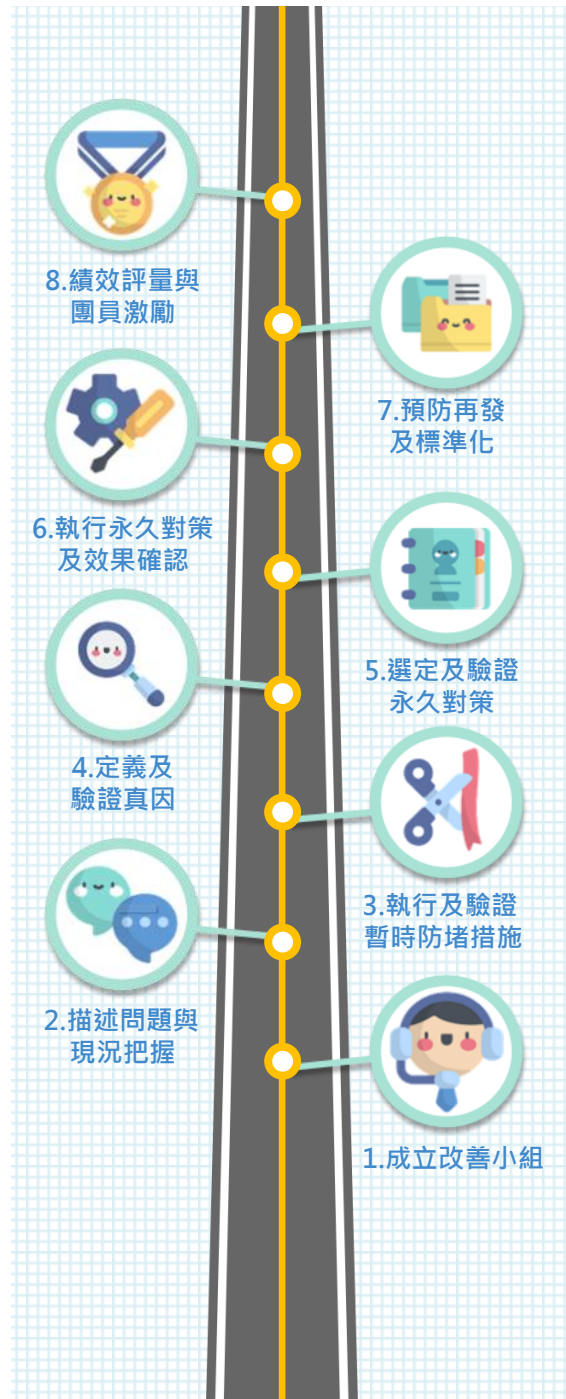 8.績效評量與
團員激勵
7.預防再發
及標準化
6.執行永久對策
及效果確認
5.選定及驗證
永久對策
4.定義及
驗證真因
3.執行及驗證
暫時防堵措施
2.描述問題與
現況把握
1.成立改善小組